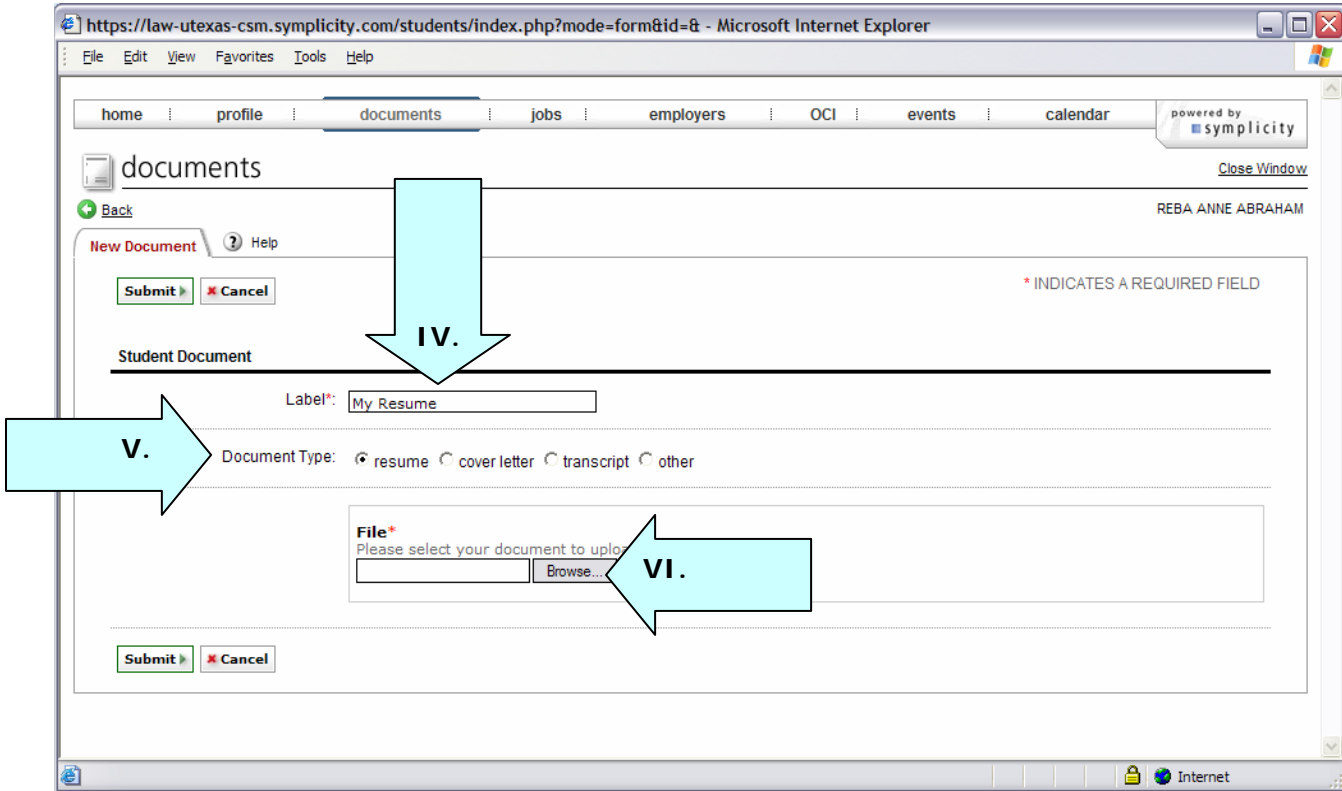 https://law-utexas-csm.symplicity.com/students/index.php?mode=form&id=& - Microsoft Internet Explorer
File Edit View Favorites Tools Help
home profile documents jobs employers OCI events calendar powered by
symplicity
documents
Close Window
Back
REBA ANNE ABRAHAM
New Document ? Help
Submit Cancel
* INDICATES A REQUIRED FIELD
IV.
Student Document
Label*: My Resume
V.
Document Type: resume cover letter transcript other
File*
Please select your document to uploa
Browse...
VI.
Submit Cancel
Internet